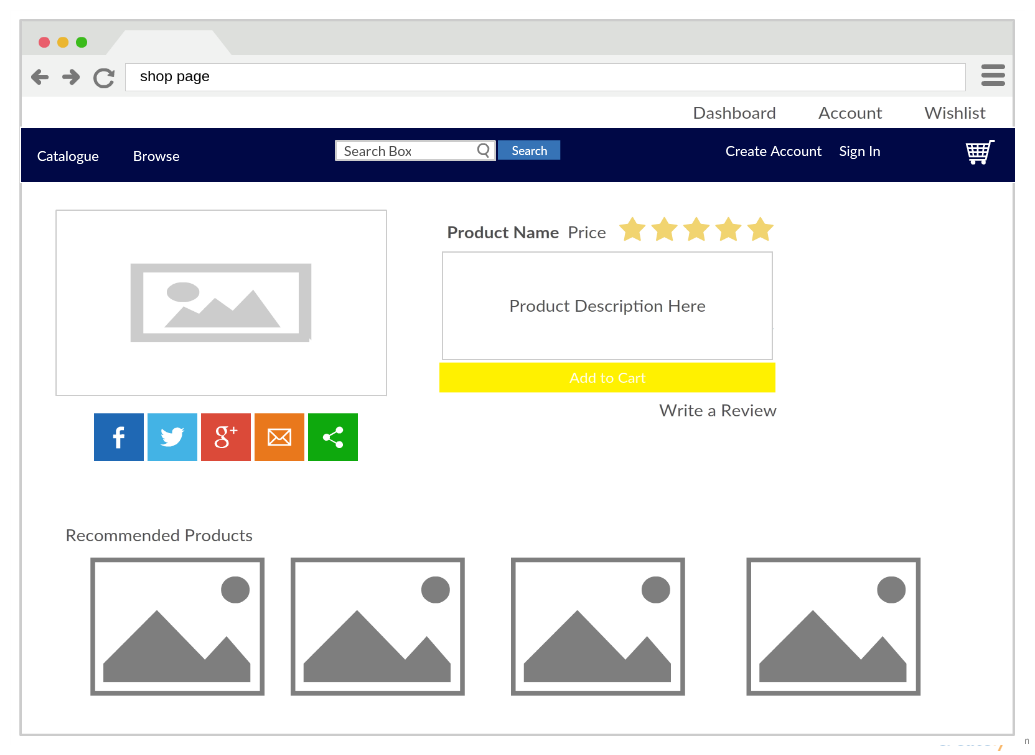 shop page
Dashboard Account Wishlist
Catalogue Browse Search Box Search Create Account Sign In
Product Name Price
Product Description Here
Add to Cart
Write a Review
f g+
Recommended Products